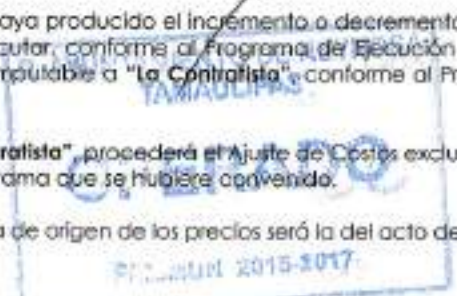 aya producido el incremento o decremento
cutar, conforme al Programa de Ejecución
mputable a "La Contratista", conforme al Pr
TAMAULIPAS
ratista", procederá el Ajuste de Costos exclu
rama que se hubiere convenido.
a de origen de los precios será la del acto de
2015-2017